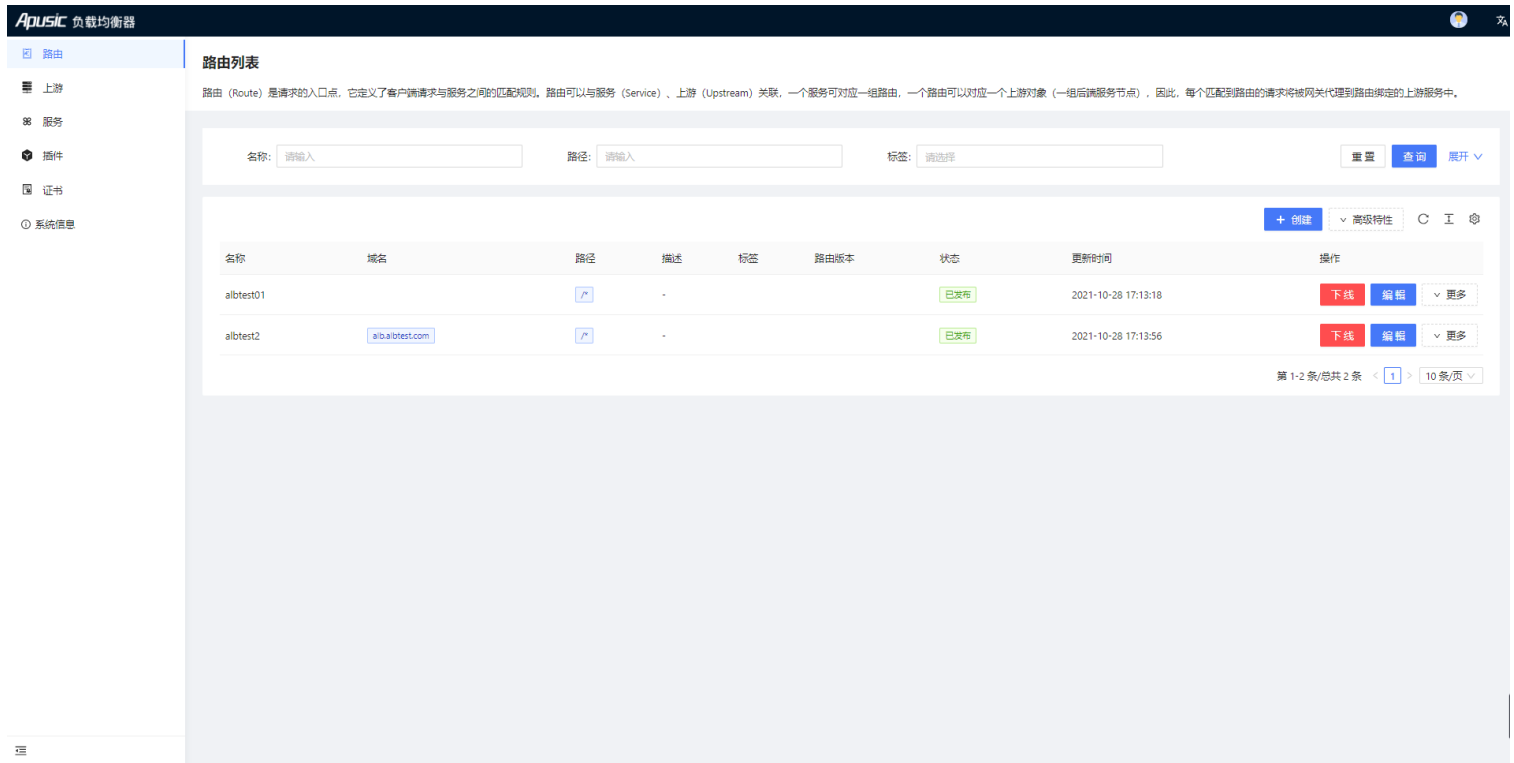 Apusic 负载均衡器
路由
上游
服务
插件
证书
系统信息
路由列表
路由（Route）是请求的入口点，它定义了客户端请求与服务之间的匹配规则。路由可以与服务（Service）、上游（Upstream）关联，一个服务可对应一组路由，一个路由可以对应一个上游对象（一组后端服务节点），因此，每个匹配到路由的请求将被网关代理到路由绑定的上游服务中。
名称: 请输入 路径: 请输入 标签: 请选择 重置 查询 展开
+ 创建 高级特性
名称 域名 路径 描述 标签 路由版本 状态 更新时间 操作
albtest01 /* - 已发布 2021-10-28 17:13:18 下线 编辑 更多
albtest2 alb.albtest.com /* - 已发布 2021-10-28 17:13:56 下线 编辑 更多
第 1-2 条/总共 2 条 < 1 > 10 条/页